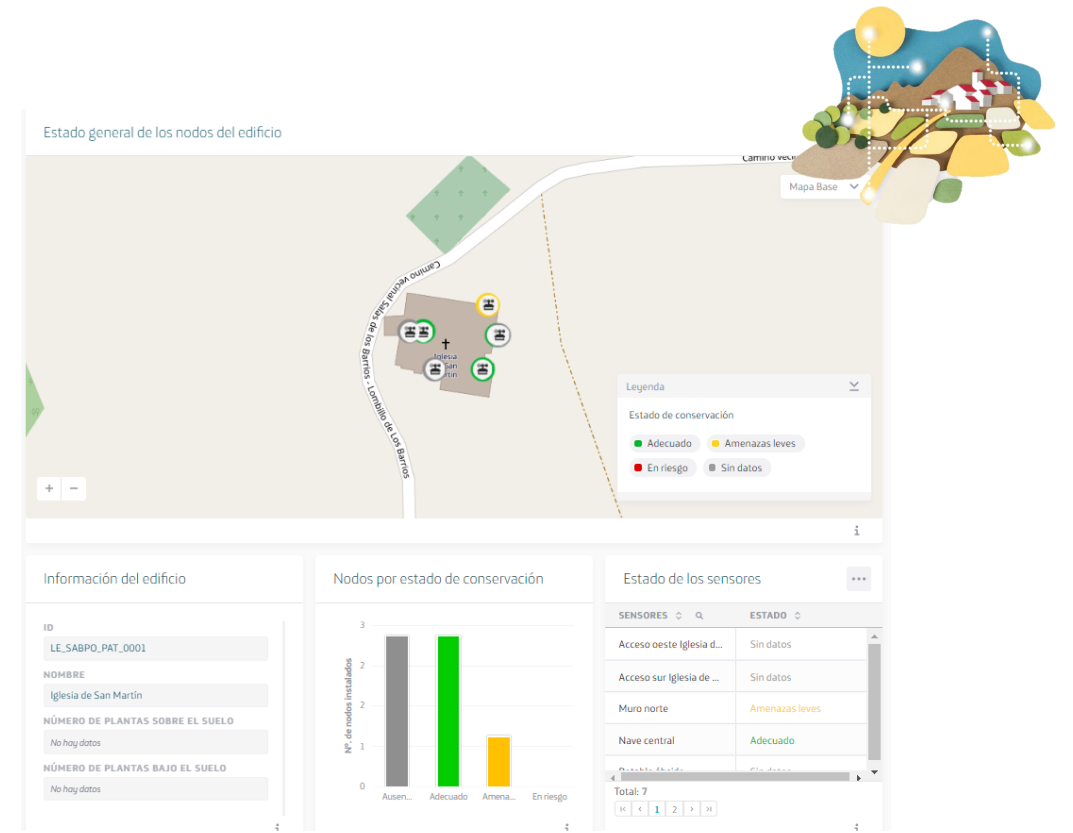 Estado general de los nodos del edificio
Camino veci
Mapa Base
Camino vecinal Salas de los Barrios - Lombillo de Los Barrios
Iglesia
San
tín
Leyenda
Estado de conservación
Adecuado
Amenazas leves
En riesgo
Sin datos
+ −
i
Información del edificio
ID
LE_SABPO_PAT_0001
NOMBRE
Iglesia de San Martín
NÚMERO DE PLANTAS SOBRE EL SUELO
No hay datos
NÚMERO DE PLANTAS BAJO EL SUELO
No hay datos
i
Nodos por estado de conservación
Nº. de nodos instalados
3
2
2
1
0
Ausen... Adecuado Amena... En riesgo
i
Estado de los sensores
SENSORES ESTADO
Acceso oeste Iglesia d... Sin datos
Acceso sur Iglesia de ... Sin datos
Muro norte Amenazas leves
Nave central Adecuado
Total: 7
1 2
i